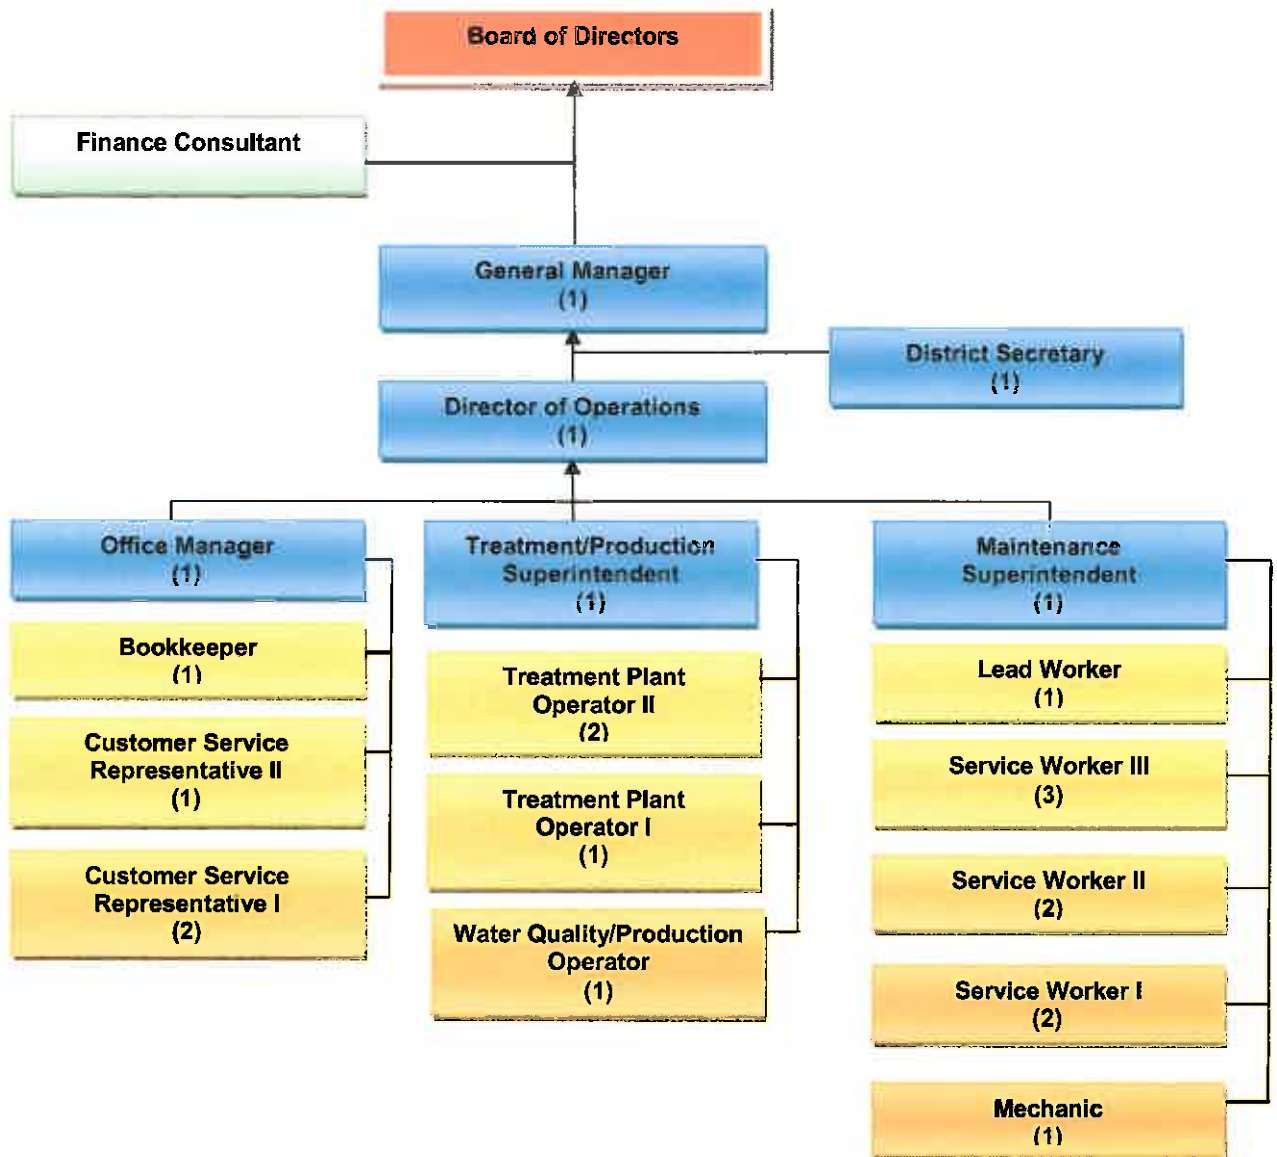 Board of Directors
Finance Consultant
General Manager
(1)
District Secretary
(1)
Director of Operations
(1)
Office Manager
(1)
Bookkeeper
(1)
Customer Service
Representative II
(1)
Customer Service
Representative I
(2)
Treatment/Production
Superintendent
(1)
Treatment Plant
Operator II
(2)
Treatment Plant
Operator I
(1)
Water Quality/Production
Operator
(1)
Maintenance
Superintendent
(1)
Lead Worker
(1)
Service Worker III
(3)
Service Worker II
(2)
Service Worker I
(2)
Mechanic
(1)